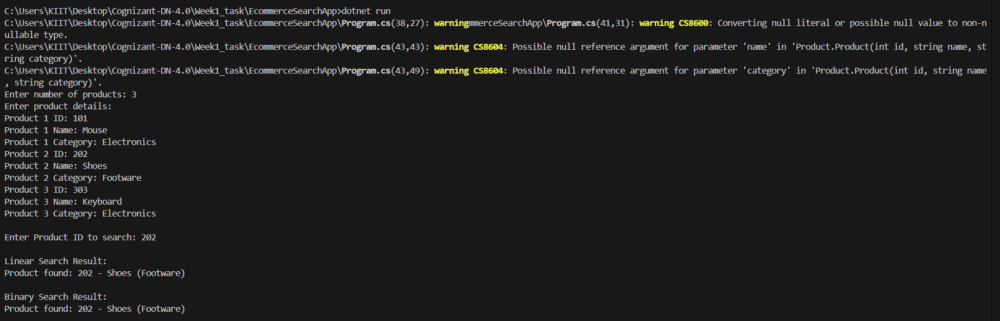 C:\Users\KIIT\Desktop\Cognizant-DN-4.0\Week1_task\EcommerceSearchApp>dotnet run
C:\Users\KIIT\Desktop\Cognizant-DN-4.0\Week1_task\EcommerceSearchApp\Program.cs(38,27): warningmmerceSearchApp\Program.cs(41,31): warning CS8600: Converting null literal or possible null value to non-n
ullable type.
C:\Users\KIIT\Desktop\Cognizant-DN-4.0\Week1_task\EcommerceSearchApp\Program.cs(43,43): warning CS8604: Possible null reference argument for parameter 'name' in 'Product.Product(int id, string name, st
ring category)'.
C:\Users\KIIT\Desktop\Cognizant-DN-4.0\Week1_task\EcommerceSearchApp\Program.cs(43,49): warning CS8604: Possible null reference argument for parameter 'category' in 'Product.Product(int id, string name
, string category)'.
Enter number of products: 3
Enter product details:
Product 1 ID: 101
Product 1 Name: Mouse
Product 1 Category: Electronics
Product 2 ID: 202
Product 2 Name: Shoes
Product 2 Category: Footware
Product 3 ID: 303
Product 3 Name: Keyboard
Product 3 Category: Electronics
Enter Product ID to search: 202
Linear Search Result:
Product found: 202 - Shoes (Footware)
Binary Search Result:
Product found: 202 - Shoes (Footware)